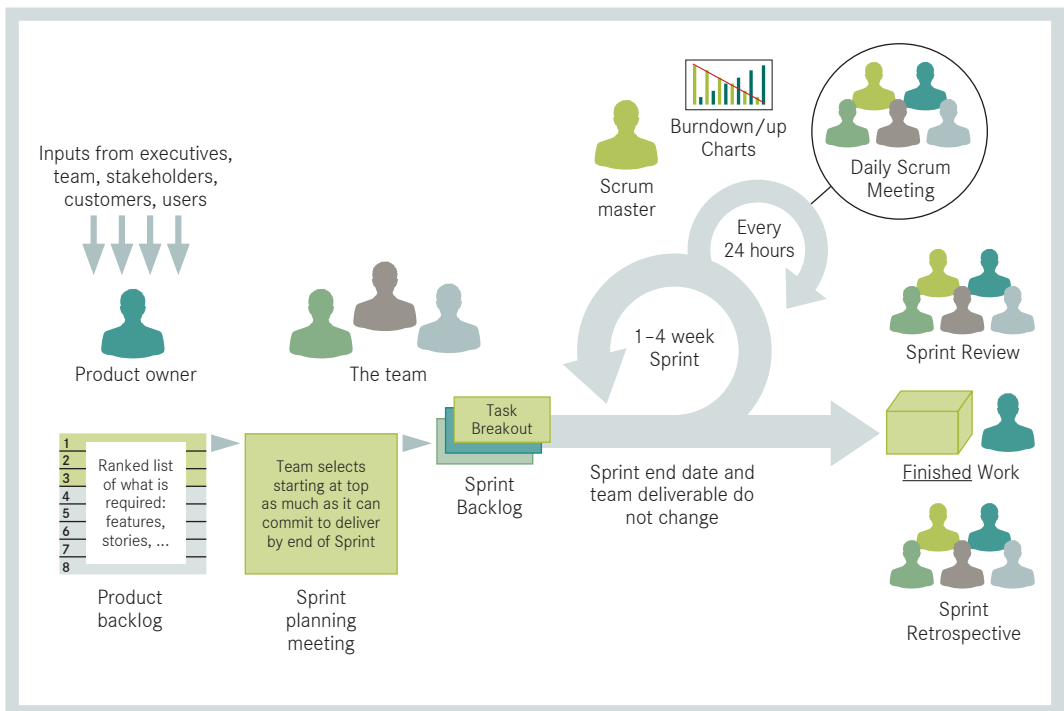 Inputs from executives,
team, stakeholders,
customers, users
Product owner
The team
Scrum
master
Burndown/up
Charts
Daily Scrum
Meeting
Every
24 hours
1–4 week
Sprint
Sprint Review
1
2
3
4
5
6
7
8
Ranked list
of what is
required:
features,
stories, ...
Product
backlog
Team selects
starting at top
as much as it can
commit to deliver
by end of Sprint
Sprint
planning
meeting
Task
Breakout
Sprint
Backlog
Sprint end date and
team deliverable do
not change
Finished Work
Sprint
Retrospective